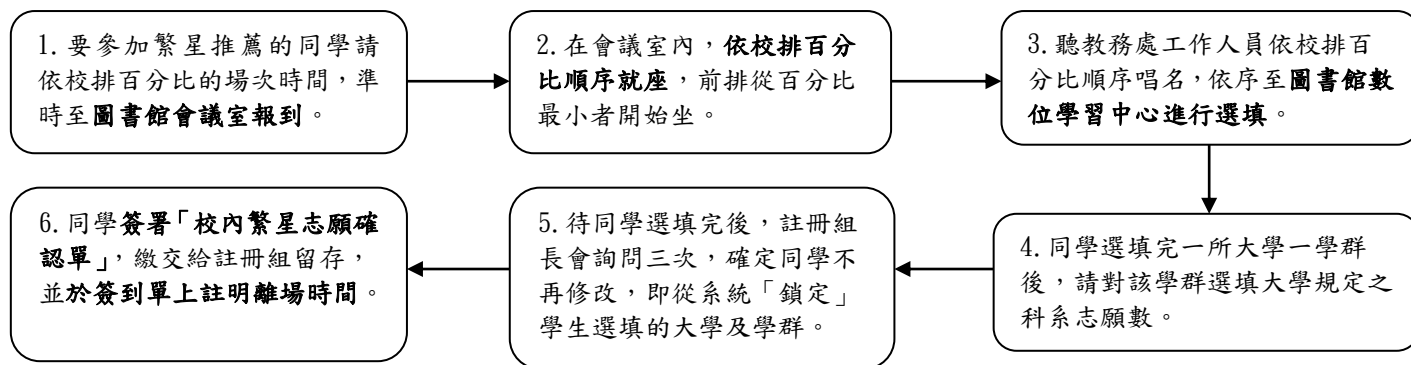 1.要參加繁星推薦的同學請
依校排百分比的場次時間，準
時至圖書館會議室報到。
2.在會議室內，依校排百分
比順序就座，前排從百分比
最小者開始坐。
3.聽教務處工作人員依校排百
分比順序唱名，依序至圖書館數
位學習中心進行選填。
4.同學選填完一所大學一學群
後，請對該學群選填大學規定之
科系志願數。
5.待同學選填完後，註冊組
長會詢問三次，確定同學不
再修改，即從系統「鎖定」
學生選填的大學及學群。
6.同學簽署「校內繁星志願確
認單」，繳交給註冊組留存，
並於簽到單上註明離場時間。